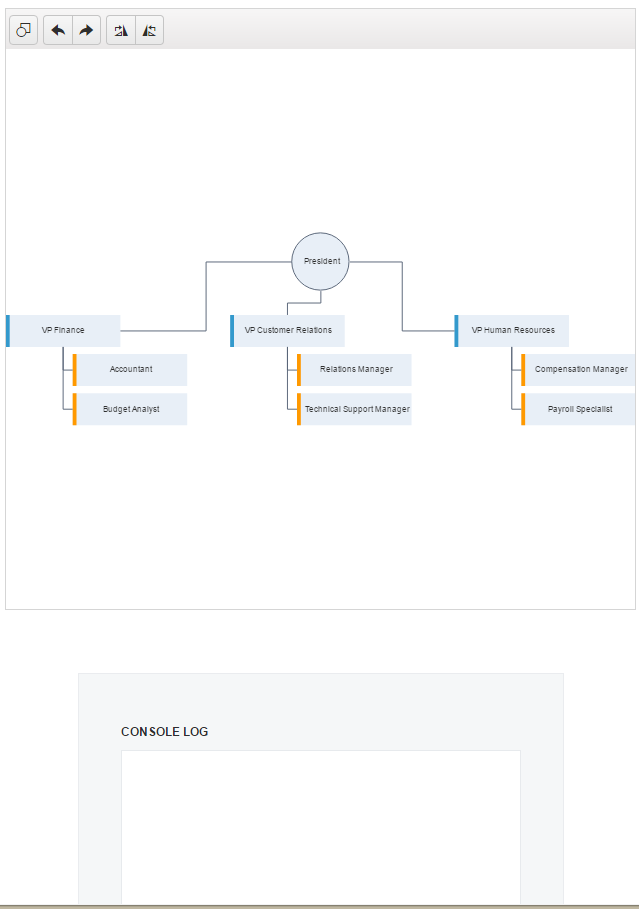 President
VP Finance
VP Customer Relations
VP Human Resources
Accountant
Relations Manager
Compensation Manager
Budget Analyst
Technical Support Manager
Payroll Specialist
CONSOLE LOG